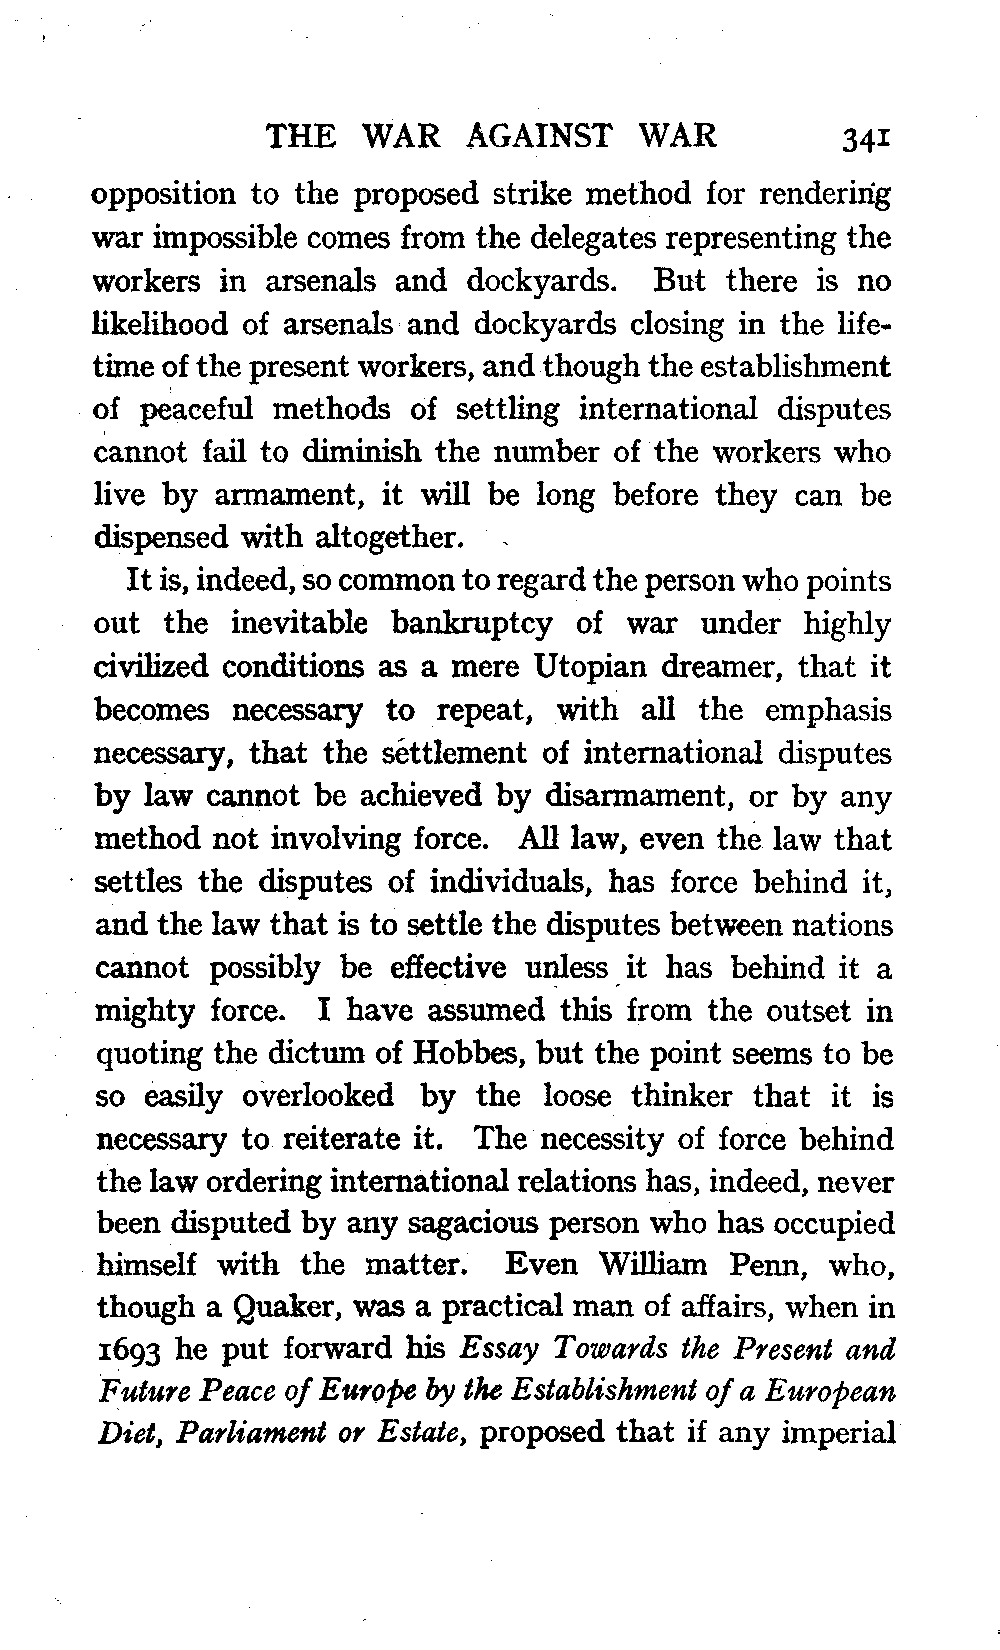 THE WAR AGAINST WAR 341
opposition to the proposed strike method for rendering
war impossible comes from the delegates representing the
workers in arsenals and dockyards. But there is no
likelihood of arsenals and dockyards closing in the life-
time of the present workers, and though the establishment
of peaceful methods of settling international disputes
cannot fail to diminish the number of the workers who
live by armament, it will be long before they can be
dispensed with altogether.
It is, indeed, so common to regard the person who points
out the inevitable bankruptcy of war under highly
civilized conditions as a mere Utopian dreamer, that it
becomes necessary to repeat, with all the emphasis
necessary, that the settlement of international disputes
by law cannot be achieved by disarmament, or by any
method not involving force. All law, even the law that
settles the disputes of individuals, has force behind it,
and the law that is to settle the disputes between nations
cannot possibly be effective unless it has behind it a
mighty force. I have assumed this from the outset in
quoting the dictum of Hobbes, but the point seems to be
so easily overlooked by the loose thinker that it is
necessary to reiterate it. The necessity of force behind
the law ordering international relations has, indeed, never
been disputed by any sagacious person who has occupied
himself with the matter. Even William Penn, who,
though a Quaker, was a practical man of affairs, when in
1693 he put forward his Essay Towards the Present and
Future Peace of Europe by the Establishment of a European
Diet, Parliament or Estate, proposed that if any imperial